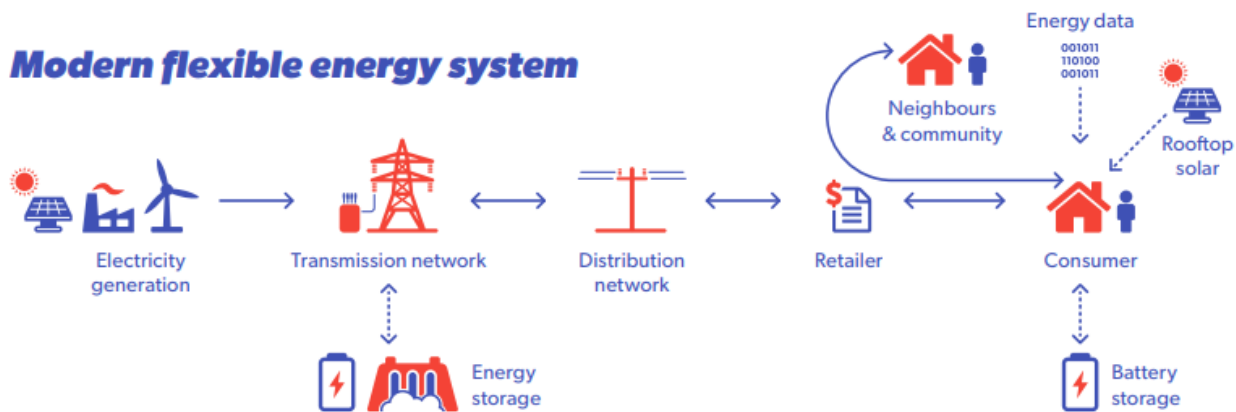 Modern flexible energy system
Energy data
001011
110100
001011
Neighbours
& community
Rooftop
solar
$
Electricity
generation
Transmission network
Distribution
network
Retailer
Consumer
Energy
storage
Battery
storage